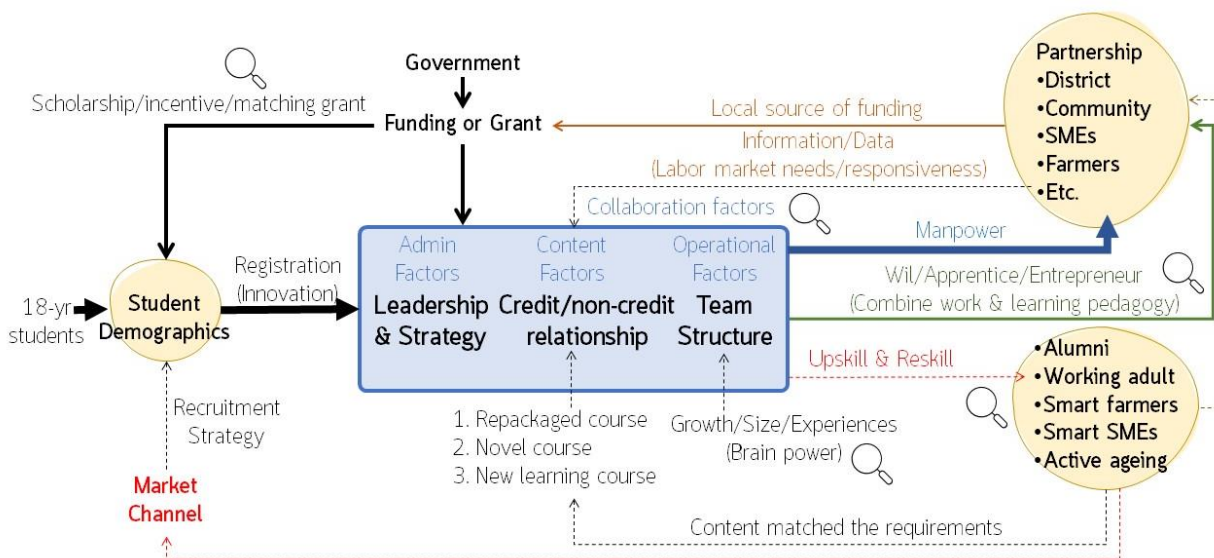 Government
Scholarship/incentive/matching grant
Funding or Grant
Local source of funding
Information/Data
(Labor market needs/responsiveness)
Partnership
•District
•Community
•SMEs
•Farmers
•Etc.
Collaboration factors
Manpower
Admin
Factors
Leadership
& Strategy
Content
Factors
Credit/non-credit
relationship
Operational
Factors
Team
Structure
Registration
(Innovation)
18-yr
students
Student
Demographics
Wil/Apprentice/Entrepreneur
(Combine work & learning pedagogy)
Upskill & Reskill
•Alumni
•Working adult
•Smart farmers
•Smart SMEs
•Active ageing
Recruitment
Strategy
1. Repackaged course
2. Novel course
3. New learning course
Growth/Size/Experiences
(Brain power)
Market
Channel
Content matched the requirements